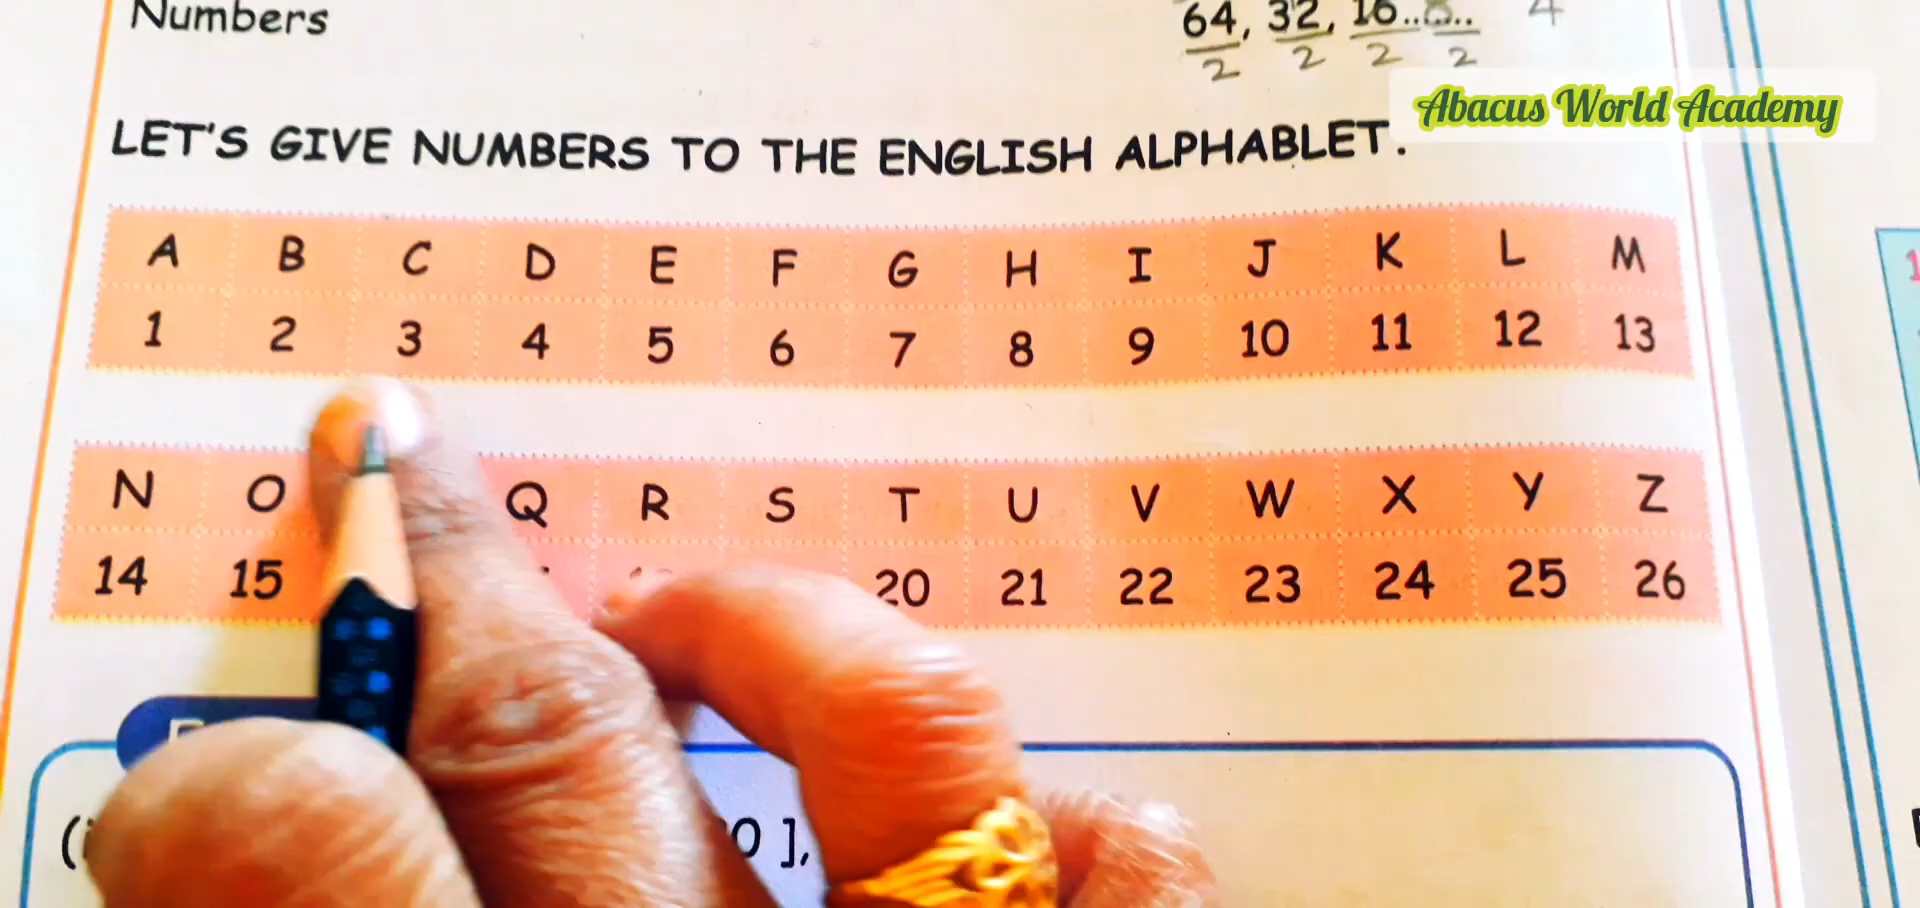 Numbers
64, 32, 16..8.... 4
2 2 2 2
Abacus World Academy
LET'S GIVE NUMBERS TO THE ENGLISH ALPHABLET.
A B C D E F G H I J K L M
1 2 3 4 5 6 7 8 9 10 11 12 13
N O Q R S T U V W X Y Z
14 15 20 21 22 23 24 25 26
0 ],